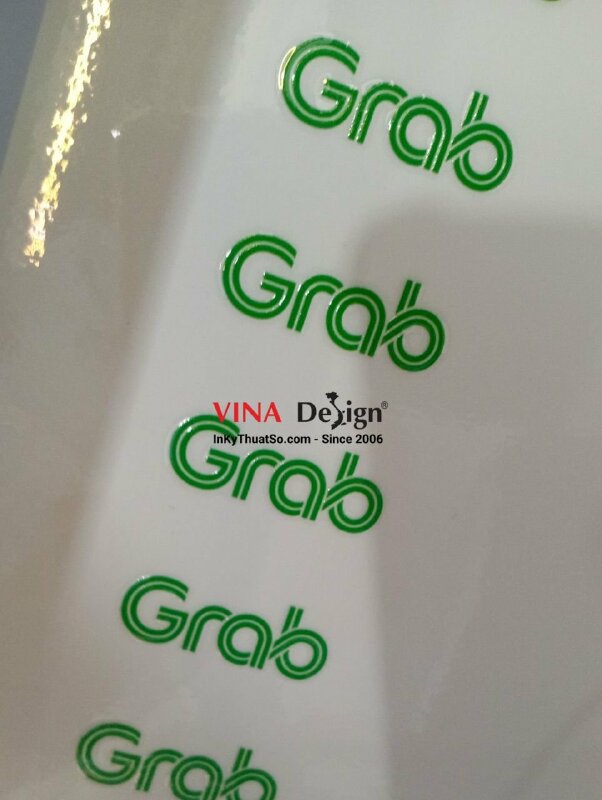 Grab
Grab
VINA Design®
InKyThuatSo.com - Since 2006
Grab
Grab
Grab